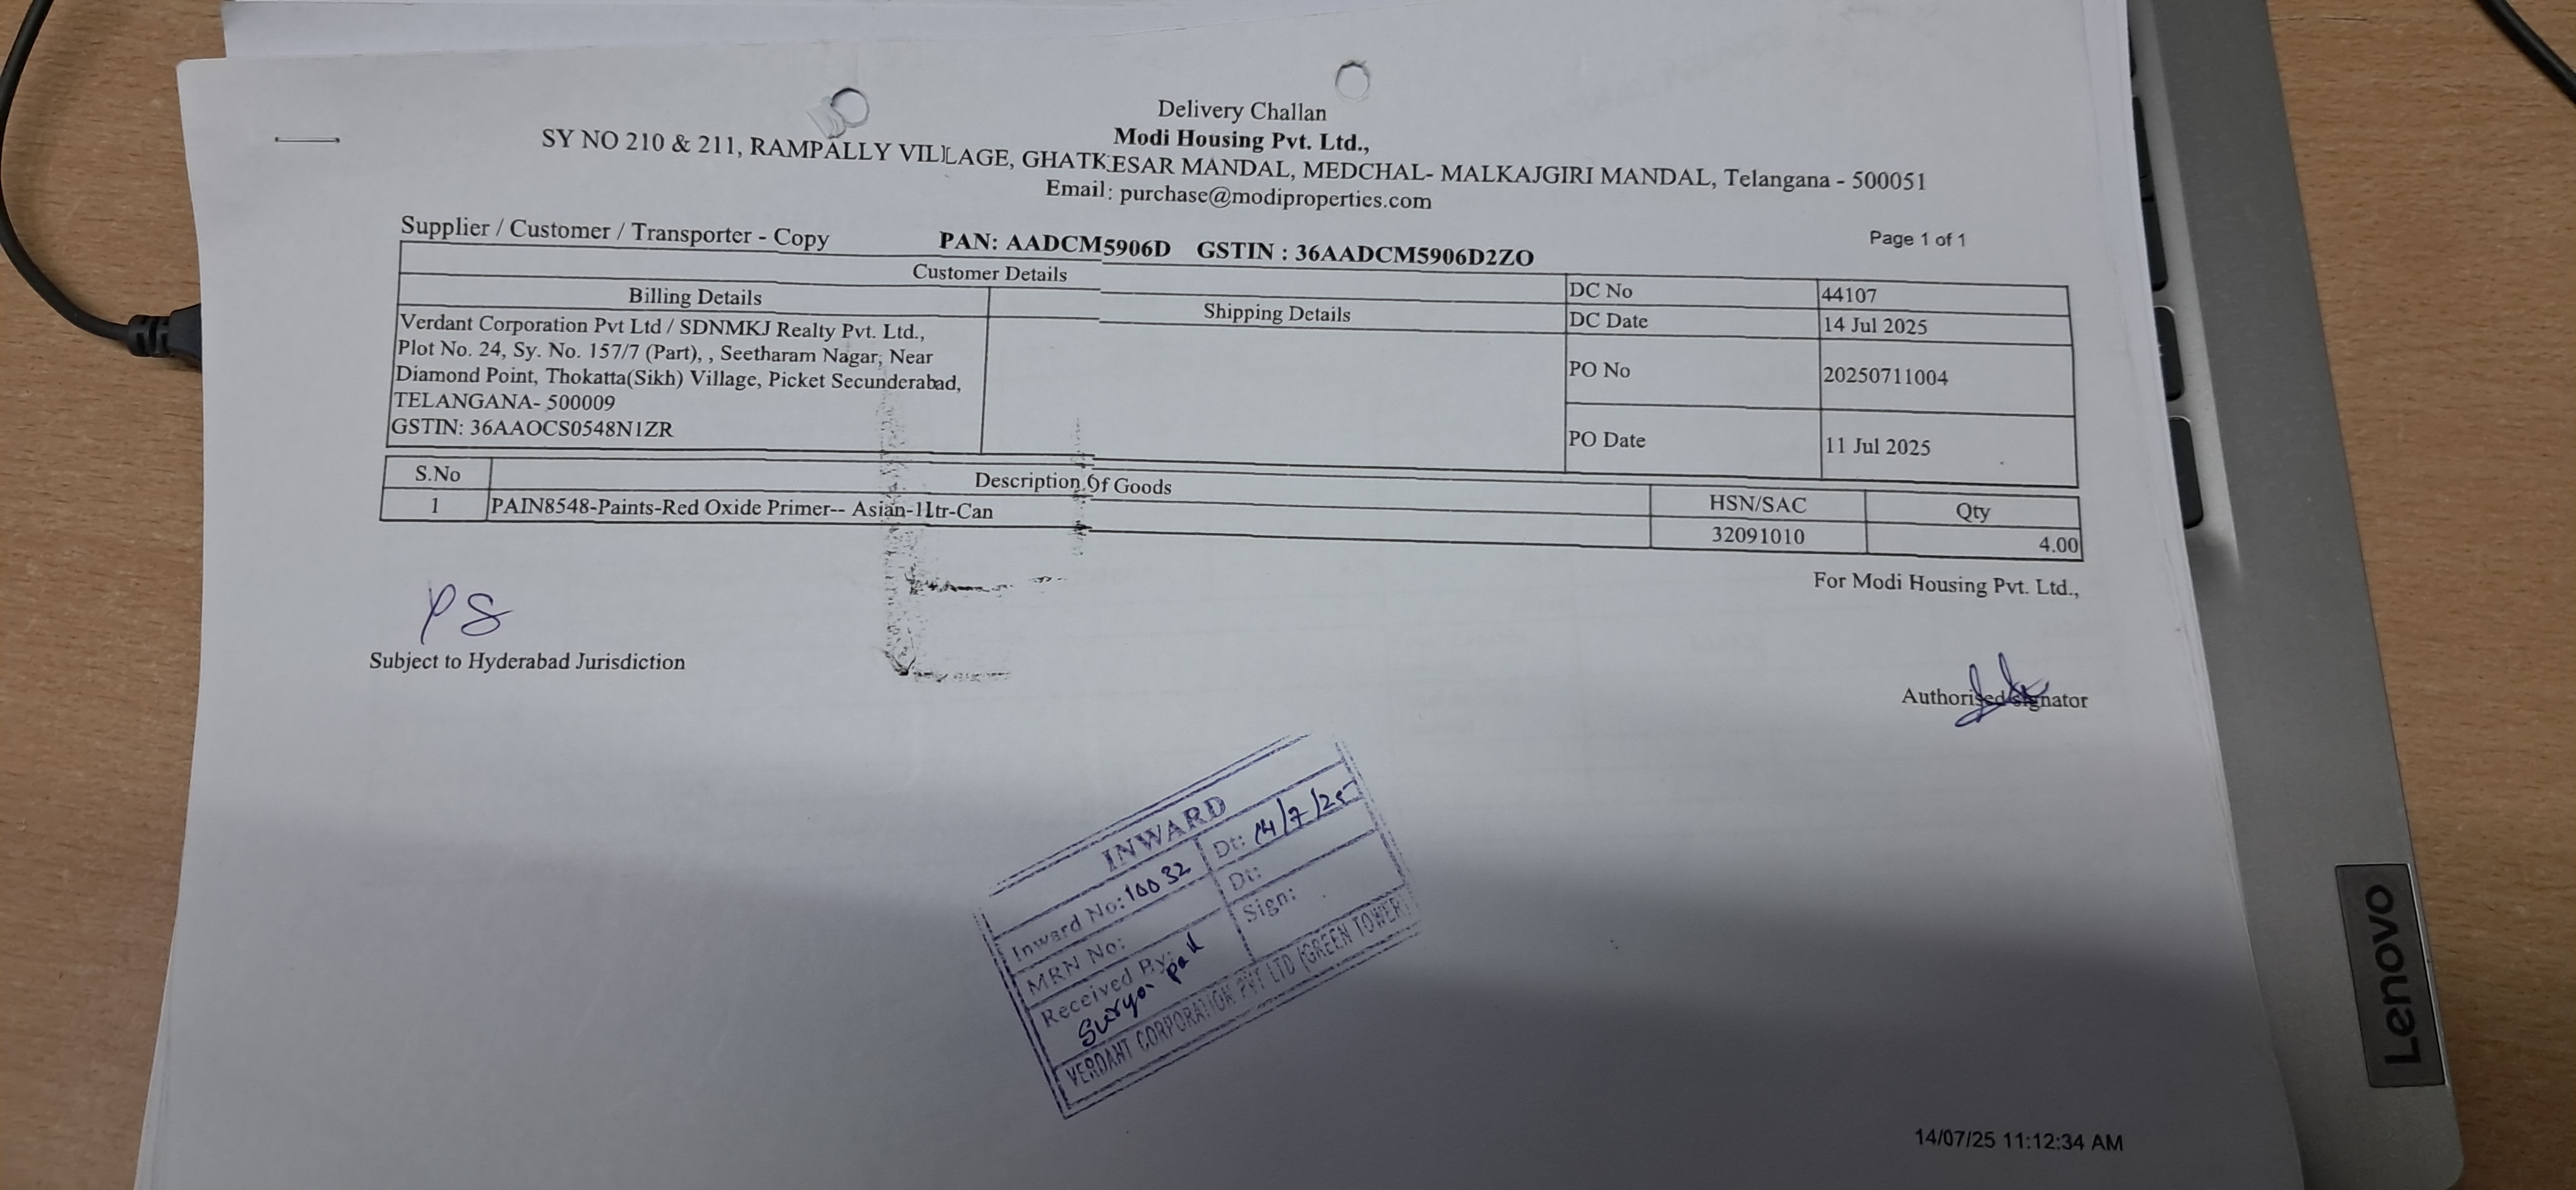 Delivery Challan
Modi Housing Pvt. Ltd.,
SY NO 210 & 211, RAMPALLY VILLAGE, GHATKESAR MANDAL, MEDCHAL- MALKAJGIRI MANDAL, Telangana - 500051
Email: purchase@modiproperties.com
Supplier / Customer / Transporter - Copy PAN: AADCM5906D GSTIN : 36AADCM5906D2ZO Page 1 of 1
Customer Details
Billing Details Shipping Details
Verdant Corporation Pvt Ltd / SDNMKJ Realty Pvt. Ltd.,
Plot No. 24, Sy. No. 157/7 (Part), , Seetharam Nagar, Near
Diamond Point, Thokatta(Sikh) Village, Picket Secunderabad,
TELANGANA- 500009
GSTIN: 36AAOCS0548N1ZR
DC No 44107
DC Date 14 Jul 2025
PO No 20250711004
PO Date 11 Jul 2025
S.No Description Of Goods HSN/SAC Qty
1 PAIN8548-Paints-Red Oxide Primer-- Asian-1Ltr-Can 32091010 4.00
For Modi Housing Pvt. Ltd.,
PS
Subject to Hyderabad Jurisdiction
Authorised signator
INWARD
Inward No: 10032 Dt: 14/7/25
MRN No: Dt:
Received By: Sign:
Surya
VERDANT CORPORATION PVT LTD (GREEN TOWER)
14/07/25 11:12:34 AM
Lenovo